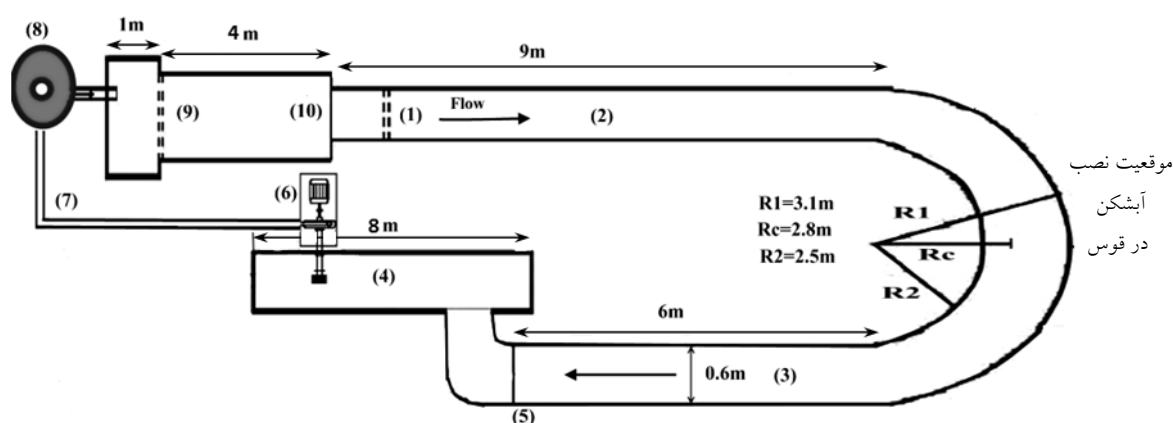 (8)
1m
4 m
9m
(9)
(10)
(1)
Flow
(2)
موقعیت نصب
آبشکن
در قوس
(7)
(6)
8m
R1=3.1m
Rc=2.8m
R2=2.5m
R1
Rc
R2
(4)
6m
0.6m
(3)
(5)